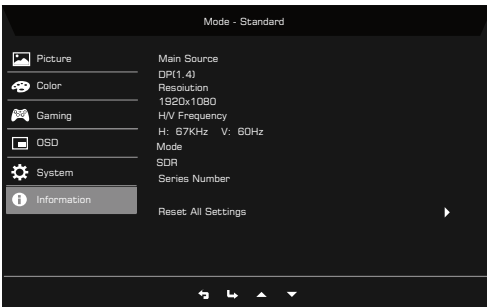 Mode - Standard
Picture
Color
Gaming
OSD
System
Information
Main Source
DP(1.4)
Resoiution
1920x1080
H/V Frequency
H: 67KHz V: 60Hz
Mode
SDR
Series Number
Reset All Settings